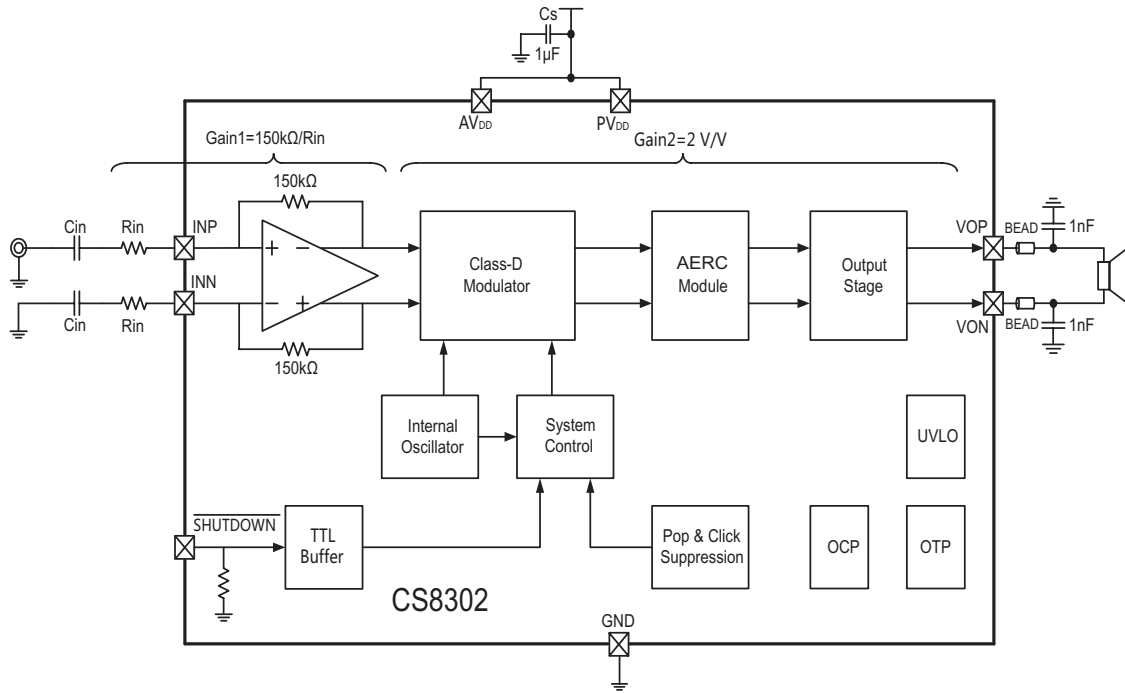 Cs
1μF
AVDD
PVDD
Gain1=150kΩ/Rin
Gain2=2 V/V
150kΩ
Cin
Rin
INP
Class-D
Modulator
AERC
Module
Output
Stage
VOP
BEAD
1nF
INN
Cin
Rin
150kΩ
VON
BEAD
1nF
Internal
Oscillator
System
Control
UVLO
SHUTDOWN
TTL
Buffer
Pop & Click
Suppression
OCP
OTP
CS8302
GND